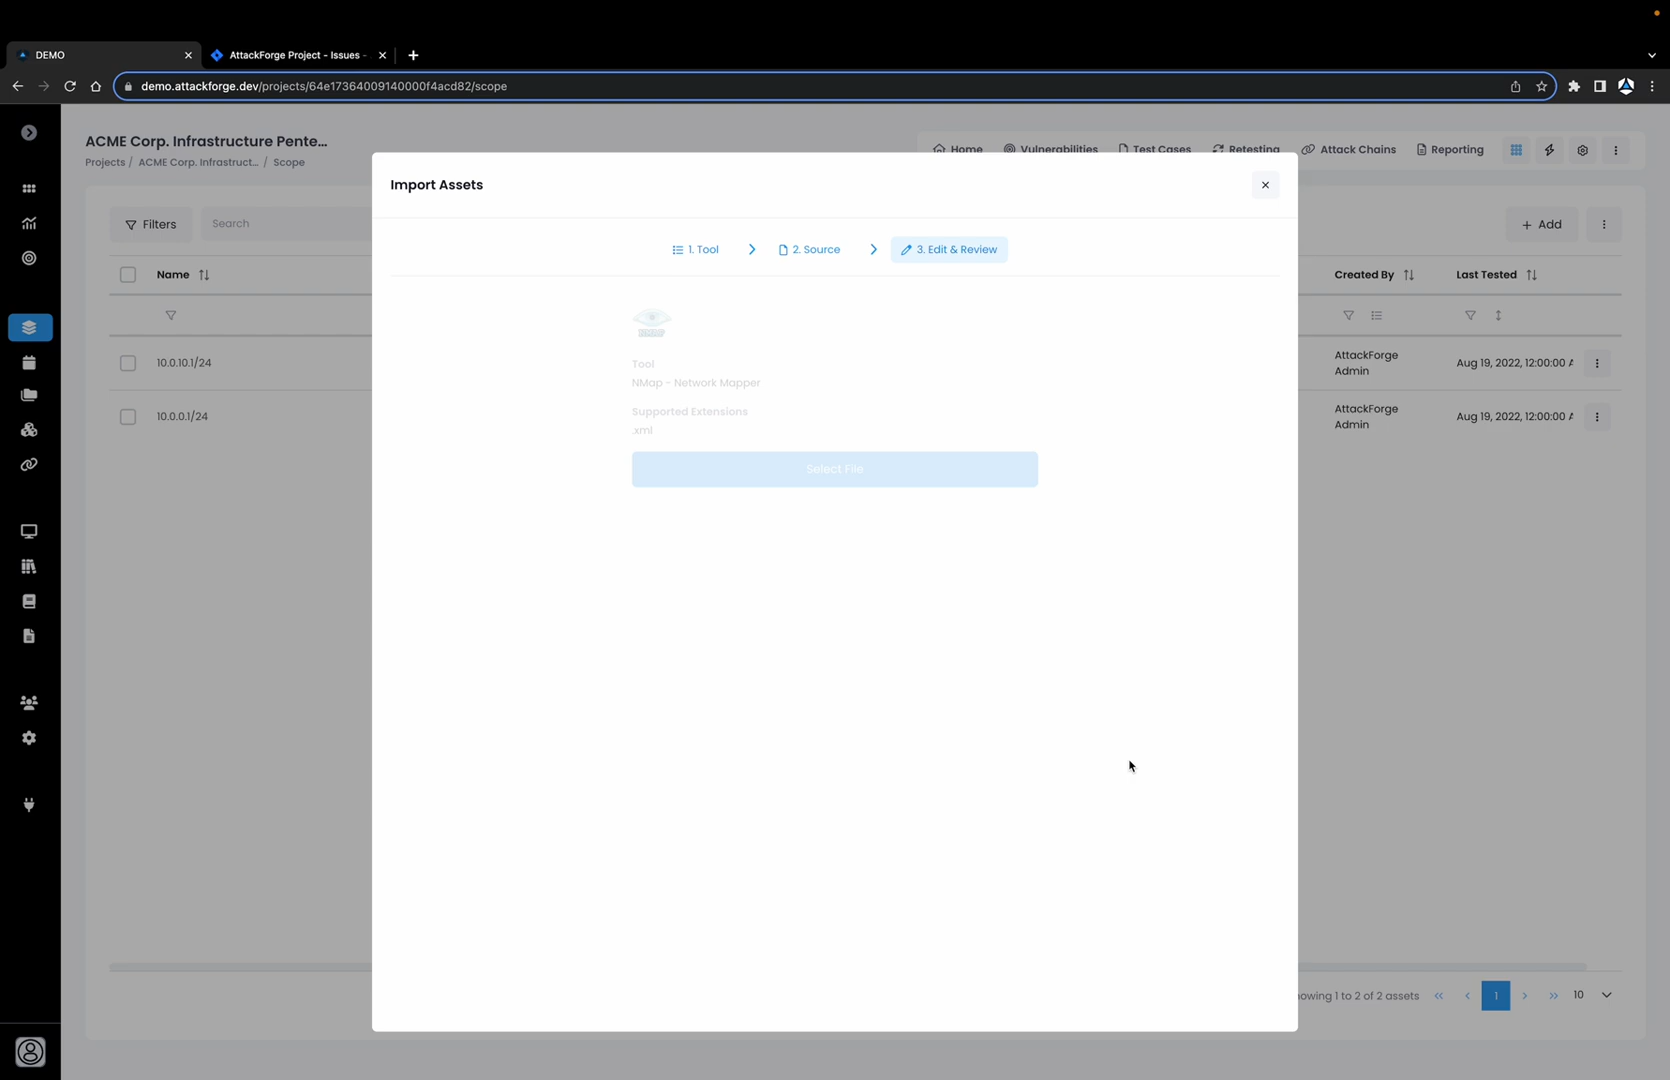 DEMO
AttackForge Project - Issues -
demo.attackforge.dev/projects/64e17364009140000f4acd82/scope
ACME Corp. Infrastructure Pente...
Projects / ACME Corp. Infrastruct... / Scope
Home Vulnerabilities Test Cases Retesting Attack Chains Reporting
Import Assets
Filters
Search
+ Add
1. Tool
2. Source
3. Edit & Review
Name
Created By
Last Tested
NMAP
Tool
NMap - Network Mapper
Supported Extensions
.xml
Select File
10.0.10.1/24
AttackForge Admin
Aug 19, 2022, 12:00:00 A
10.0.0.1/24
AttackForge Admin
Aug 19, 2022, 12:00:00 A
owing 1 to 2 of 2 assets
1
10